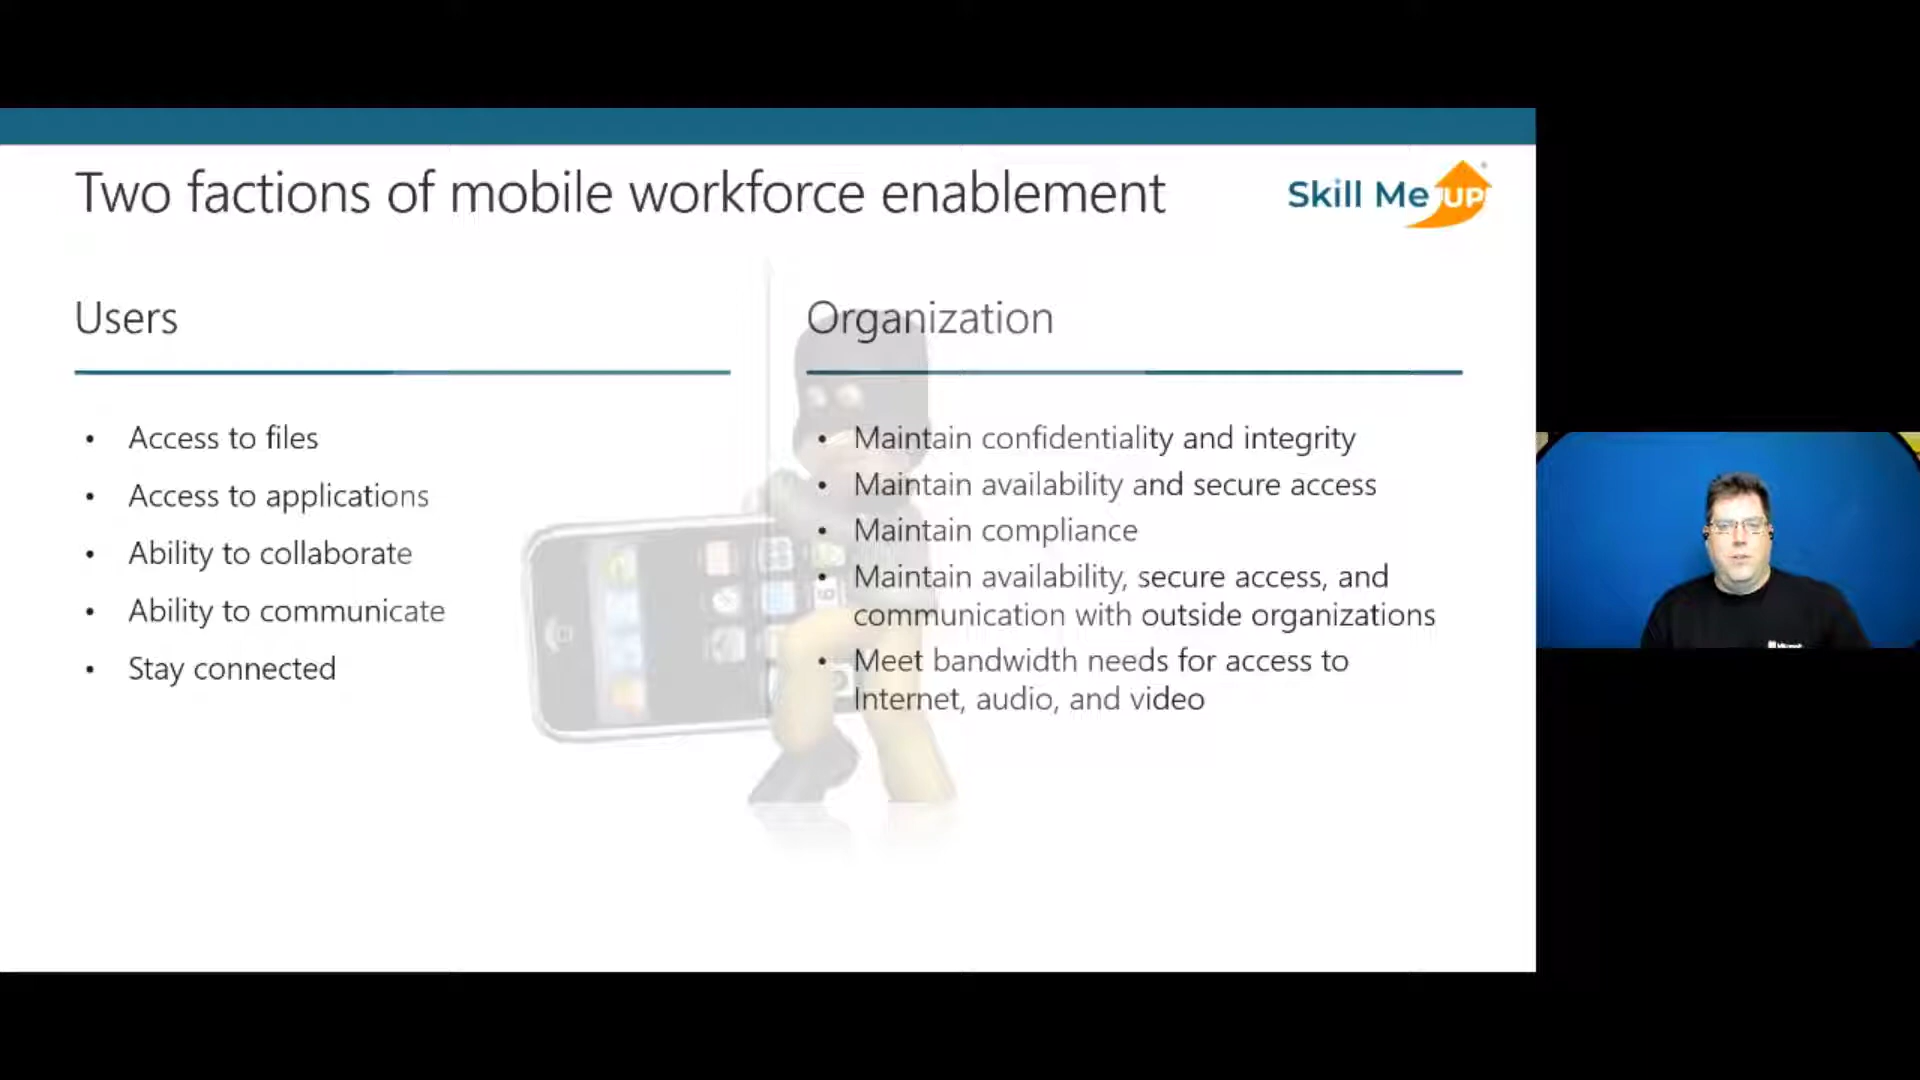 Two factions of mobile workforce enablement
Skill Me UP
Users
• Access to files
• Access to applications
• Ability to collaborate
• Ability to communicate
• Stay connected
Organization
• Maintain confidentiality and integrity
• Maintain availability and secure access
• Maintain compliance
• Maintain availability, secure access, and
communication with outside organizations
• Meet bandwidth needs for access to
Internet, audio, and video